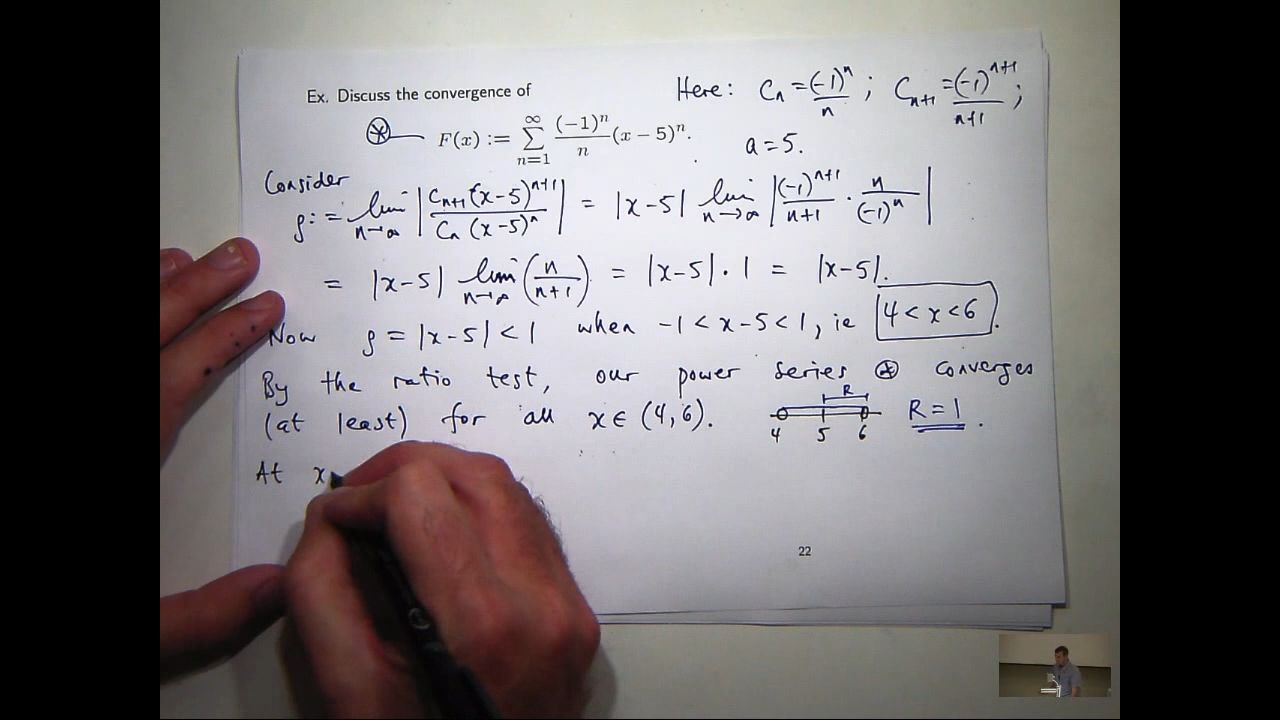 Ex. Discuss the convergence of
Here: Cₙ = (-1)ⁿ/n ; Cₙ₊₁ = (-1)ⁿ⁺¹/n+1 ;
⊛ F(x) := ∑_{n=1}^{∞} (−1)ⁿ/n (x − 5)ⁿ.
a = 5.
Consider
ρ := lim_{n→∞} | Cₙ₊₁(x-5)ⁿ⁺¹ / Cₙ(x-5)ⁿ | = |x-5| lim_{n→∞} | (-1)ⁿ⁺¹/n+1 · n/(-1)ⁿ |
= |x-5| lim_{n→∞} (n/n+1) = |x-5| · 1 = |x-5|.
Now ρ = |x-5| < 1 when -1 < x-5 < 1, ie 4 < x < 6.
By the ratio test, our power series ⊛ converges
(at least) for all x ∈ (4, 6).
R
4 5 6
R = 1.
At x
22